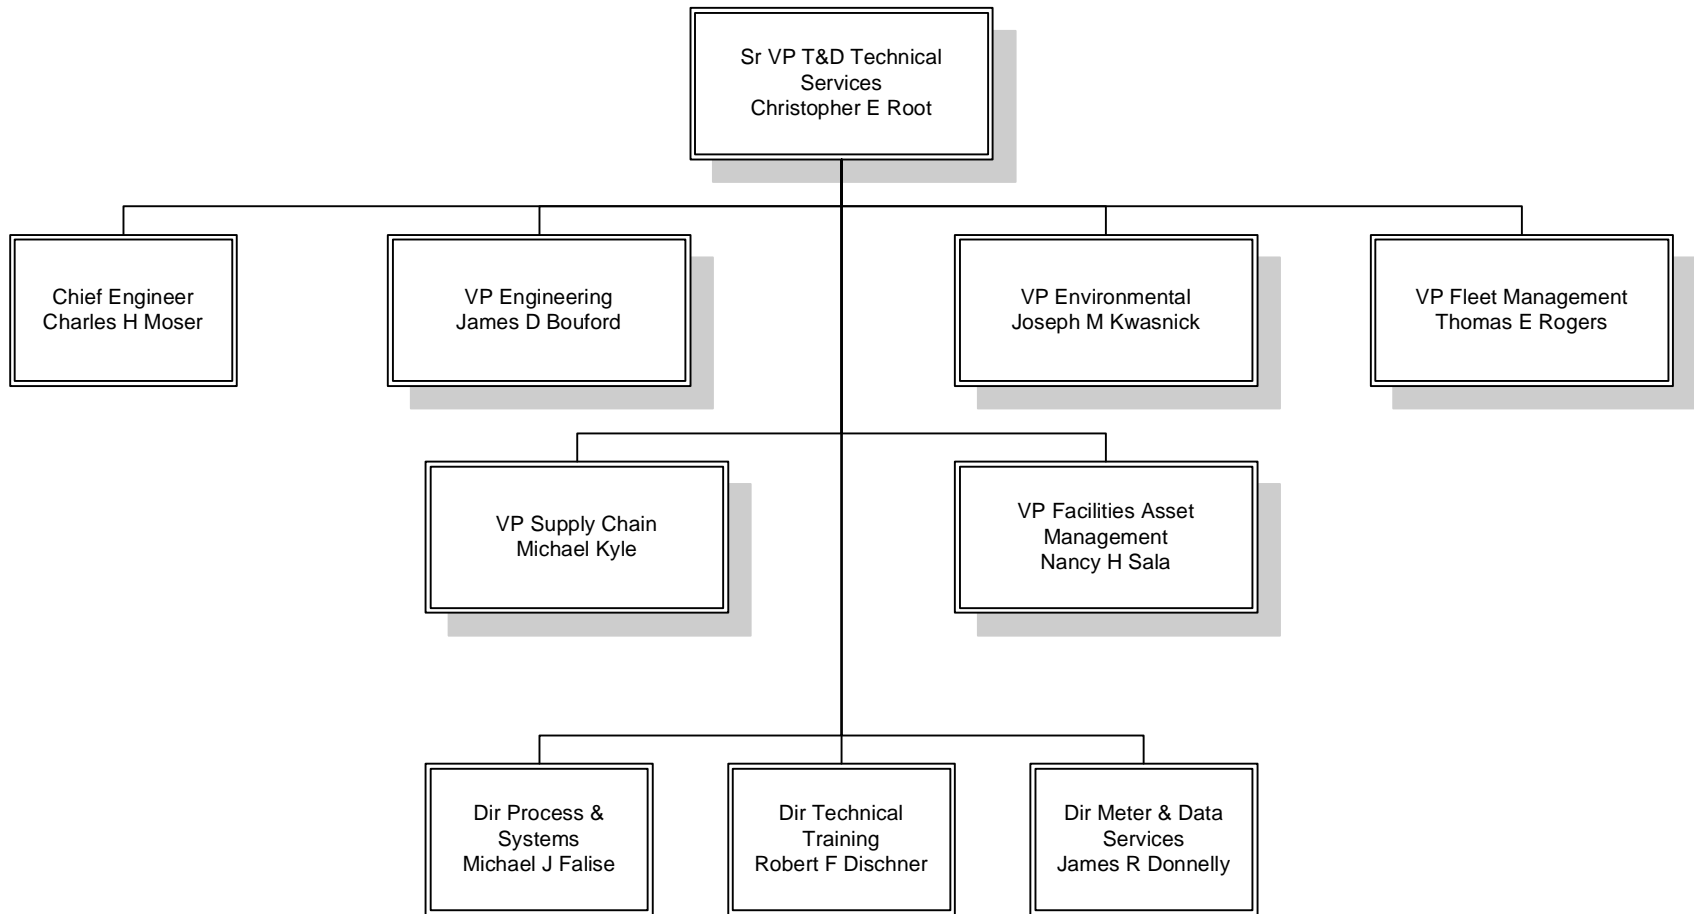 Sr VP T&D Technical
Services
Christopher E Root
Chief Engineer
Charles H Moser
VP Engineering
James D Bouford
VP Environmental
Joseph M Kwasnick
VP Fleet Management
Thomas E Rogers
VP Supply Chain
Michael Kyle
VP Facilities Asset
Management
Nancy H Sala
Dir Process &
Systems
Michael J Falise
Dir Technical
Training
Robert F Dischner
Dir Meter & Data
Services
James R Donnelly